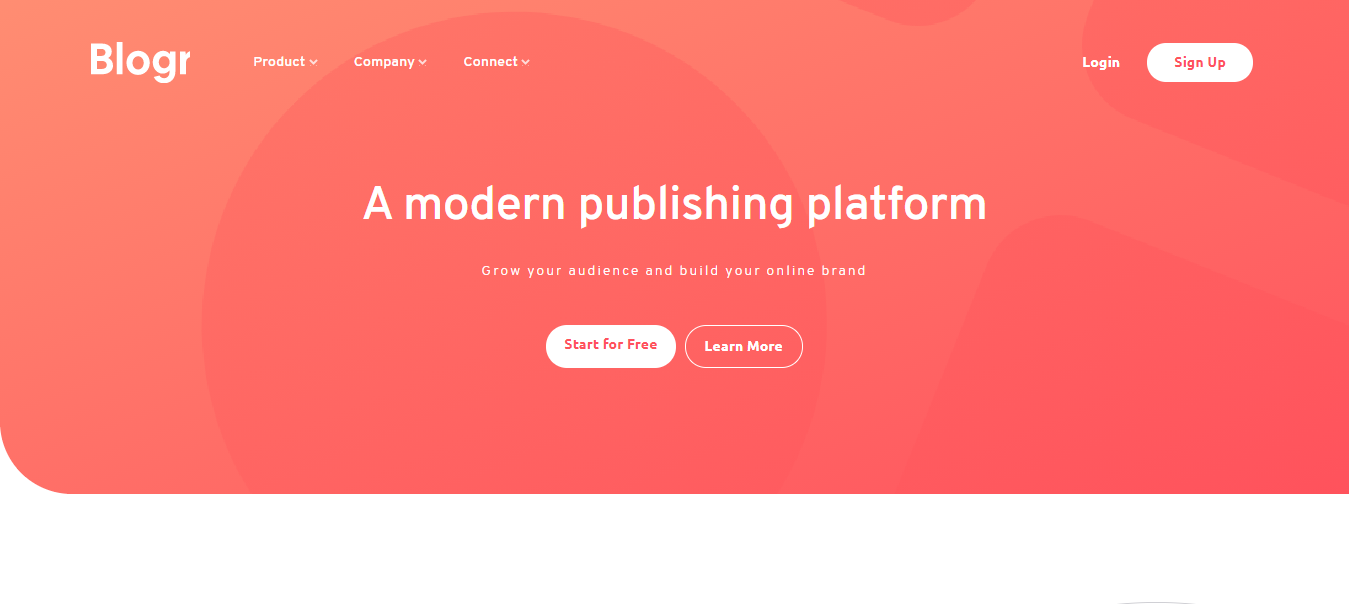 Blogr Product Company Connect Login Sign Up
A modern publishing platform
Grow your audience and build your online brand
Start for Free Learn More